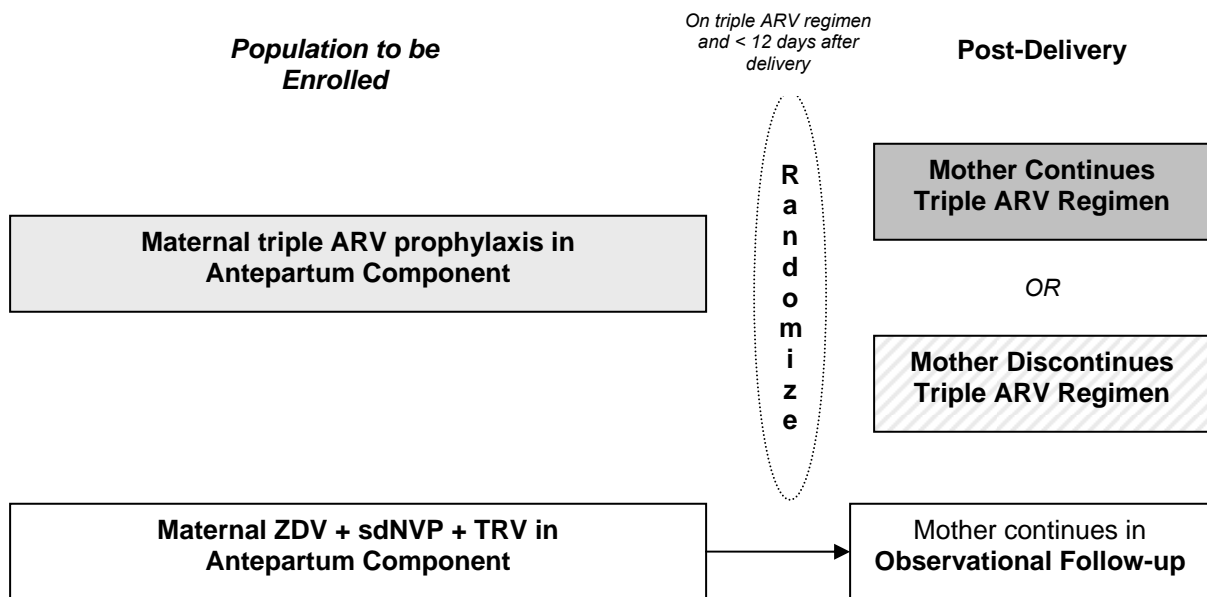 Population to be
Enrolled
On triple ARV regimen
and < 12 days after
delivery
Post-Delivery
Maternal triple ARV prophylaxis in
Antepartum Component
Randomize
Mother Continues
Triple ARV Regimen
OR
Mother Discontinues
Triple ARV Regimen
Maternal ZDV + sdNVP + TRV in
Antepartum Component
Mother continues in
Observational Follow-up